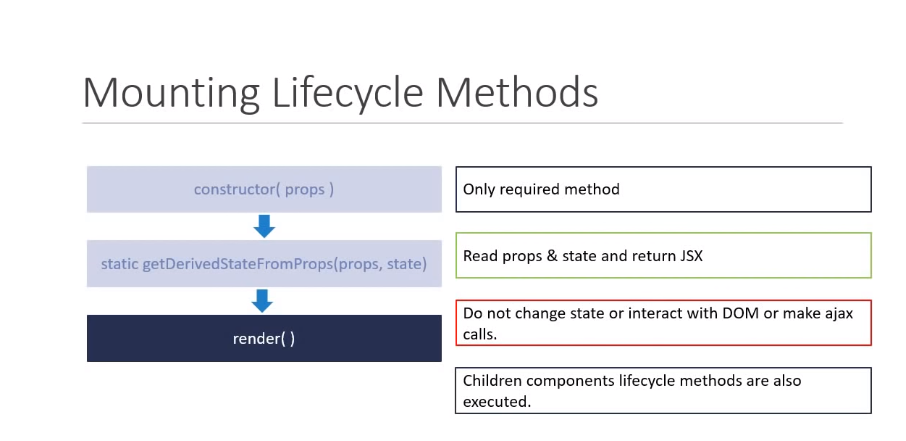 Mounting Lifecycle Methods
constructor( props )
static getDerivedStateFromProps(props, state)
render( )
Only required method
Read props & state and return JSX
Do not change state or interact with DOM or make ajax
calls.
Children components lifecycle methods are also
executed.